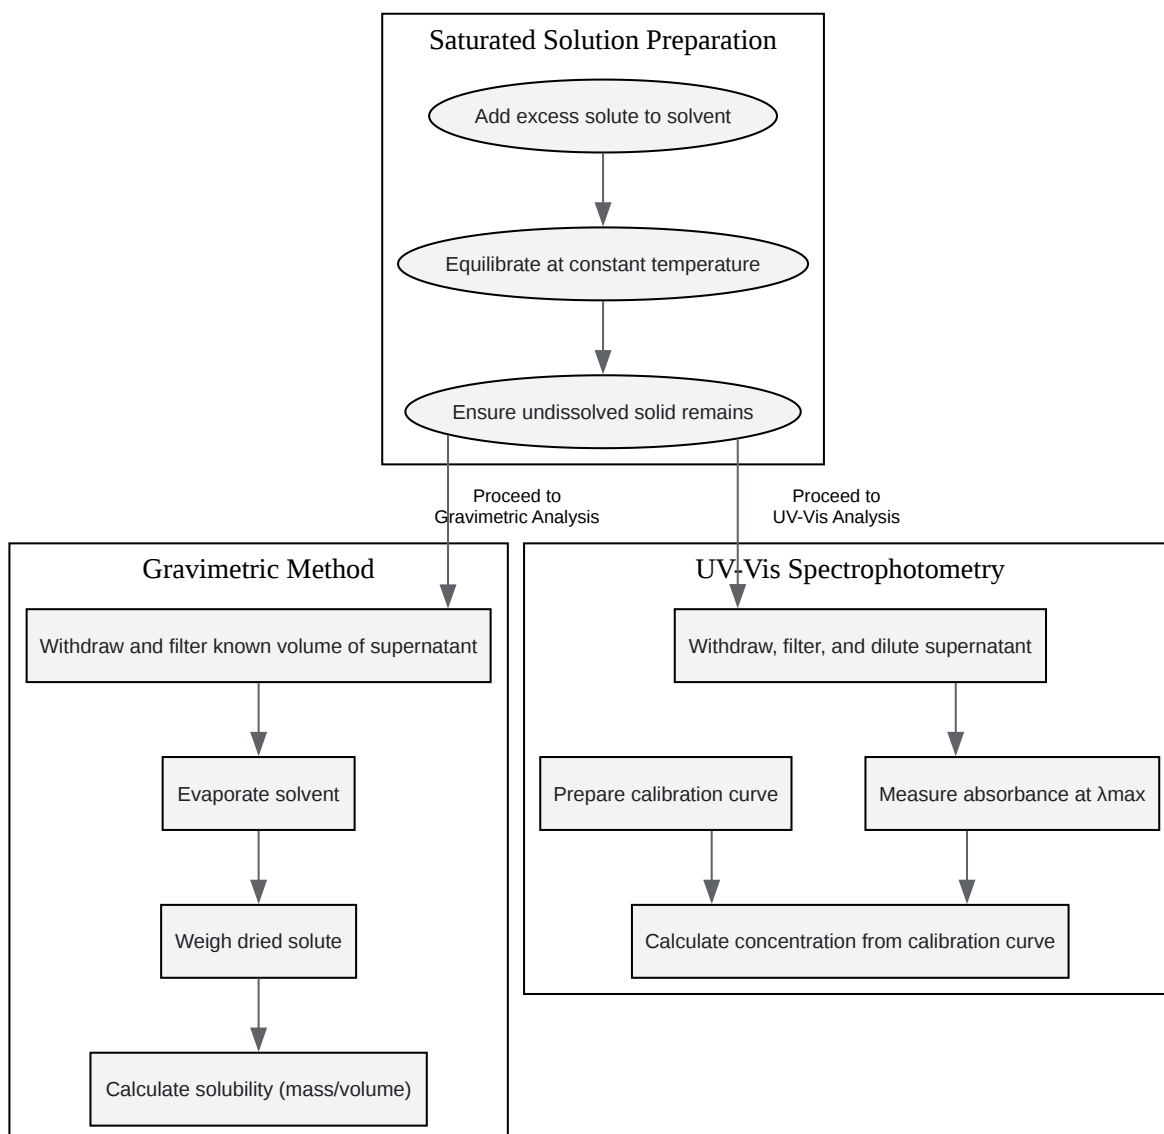 Saturated Solution Preparation
Add excess solute to solvent
Equilibrate at constant temperature
Ensure undissolved solid remains
Proceed to
Gravimetric Analysis
Proceed to
UV-Vis Analysis
Gravimetric Method
Withdraw and filter known volume of supernatant
Evaporate solvent
Weigh dried solute
Calculate solubility (mass/volume)
UV-Vis Spectrophotometry
Withdraw, filter, and dilute supernatant
Prepare calibration curve
Measure absorbance at λmax
Calculate concentration from calibration curve